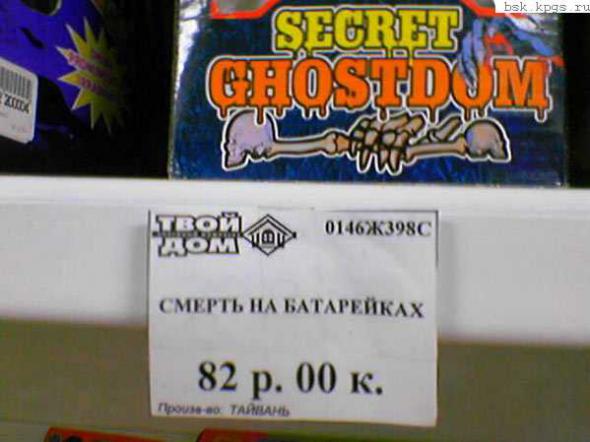 bsk.kpgs.ru
SECRET
GHOSTDOM
ТВОЙ
ДОМ
0146Ж398С
СМЕРТЬ НА БАТАРЕЙКАХ
82 р. 00 к.
Произв-во: ТАЙВАНЬ